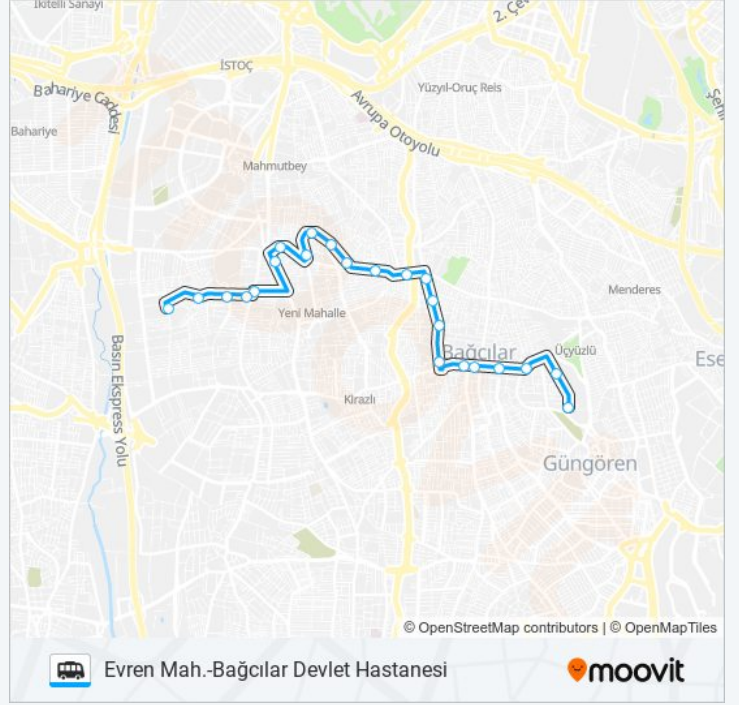 İkitelli Sanayi
2. Çev
İSTOÇ
Bahariye Caddesi
Yüzyıl-Oruç Reis
Avrupa Otoyolu
Bahariye
Mahmutbey
Menderes
Yeni Mahalle
Bağcılar
Üçyüzlü
Ese
Basın Ekspress Yolu
Kirazlı
Güngören
© OpenStreetMap contributors | © OpenMapTiles
Evren Mah.-Bağcılar Devlet Hastanesi
moovit